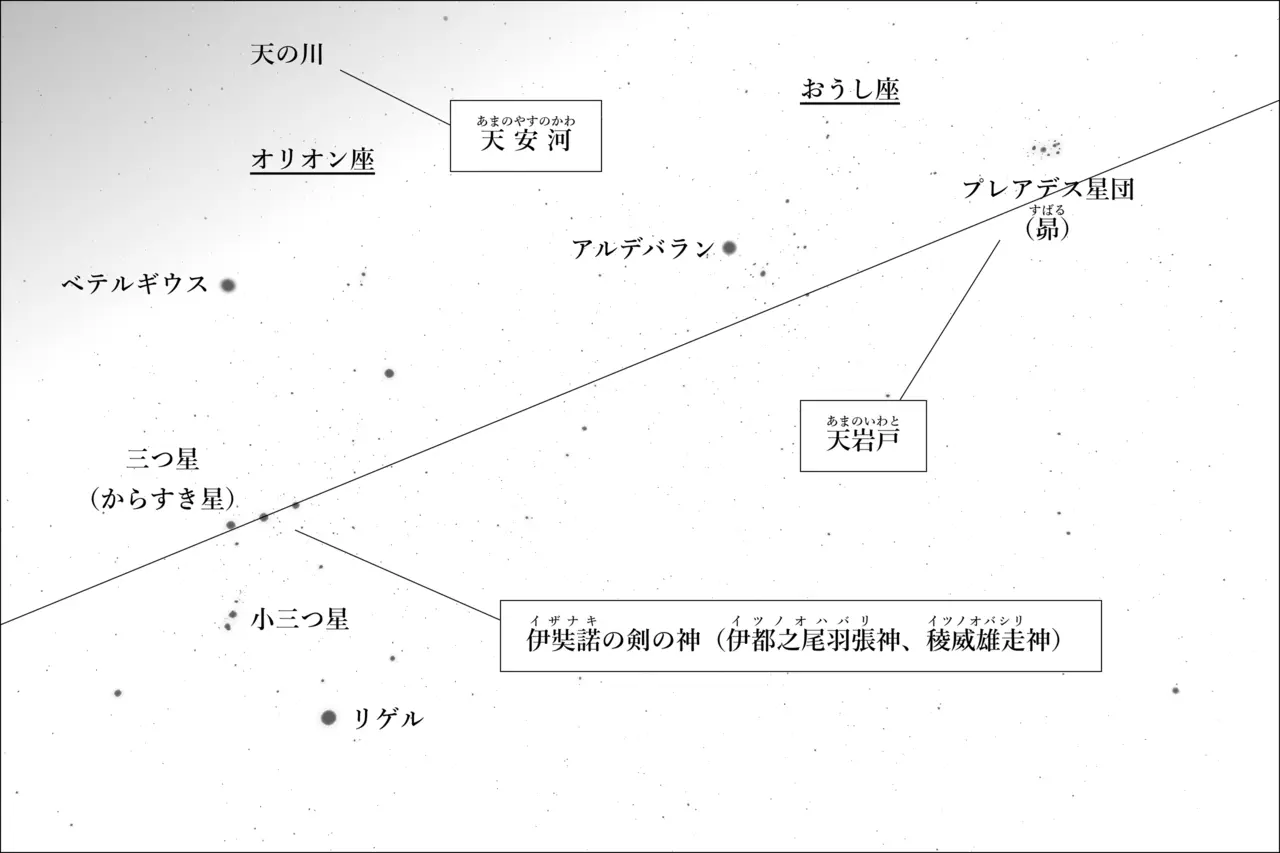 天の川
あまのやすのかわ
天安河
おうし座
オリオン座
プレアデス星団
すばる
（昴）
アルデバラン
ベテルギウス
あまのいわと
天岩戸
三つ星
（からすき星）
小三つ星
イザナキ イツノオハバリ イツノオバシリ
伊奘諾の剣の神（伊都之尾羽張神、稜威雄走神）
リゲル